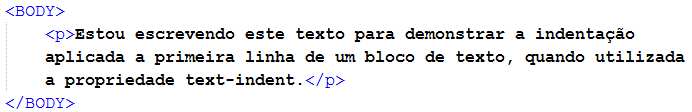 <BODY>
<p>Estou escrevendo este texto para demonstrar a indentação
aplicada a primeira linha de um bloco de texto, quando utilizada
a propriedade text-indent.</p>
</BODY>